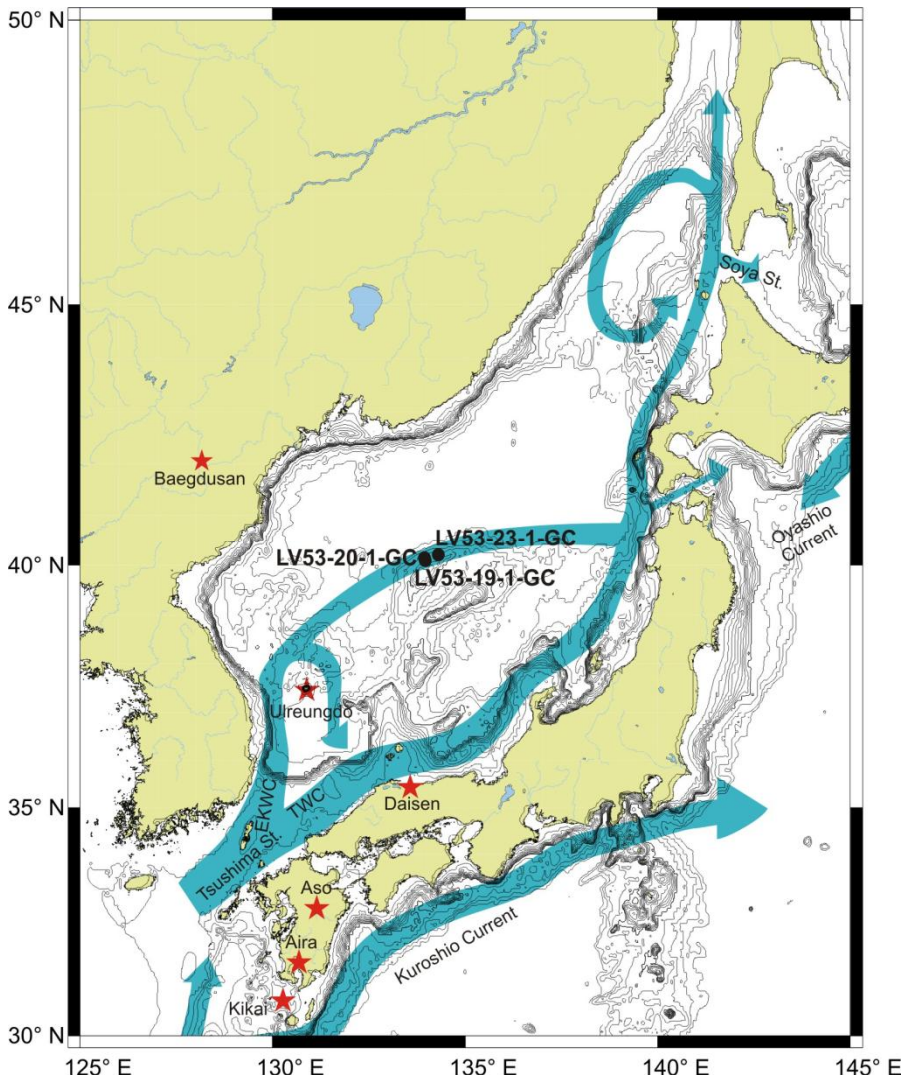 50° N
Soya St.
45° N
Baegdusan
Oyashio
Current
LV53-23-1-GC
LV53-20-1-GC
40° N
LV53-19-1-GC
Ulreungdo
EKWC
TWC
Tsushima St.
Daisen
35° N
Aso
Aira
Kuroshio Current
Kikai
30° N
125° E
130° E
135° E
140° E
145° E